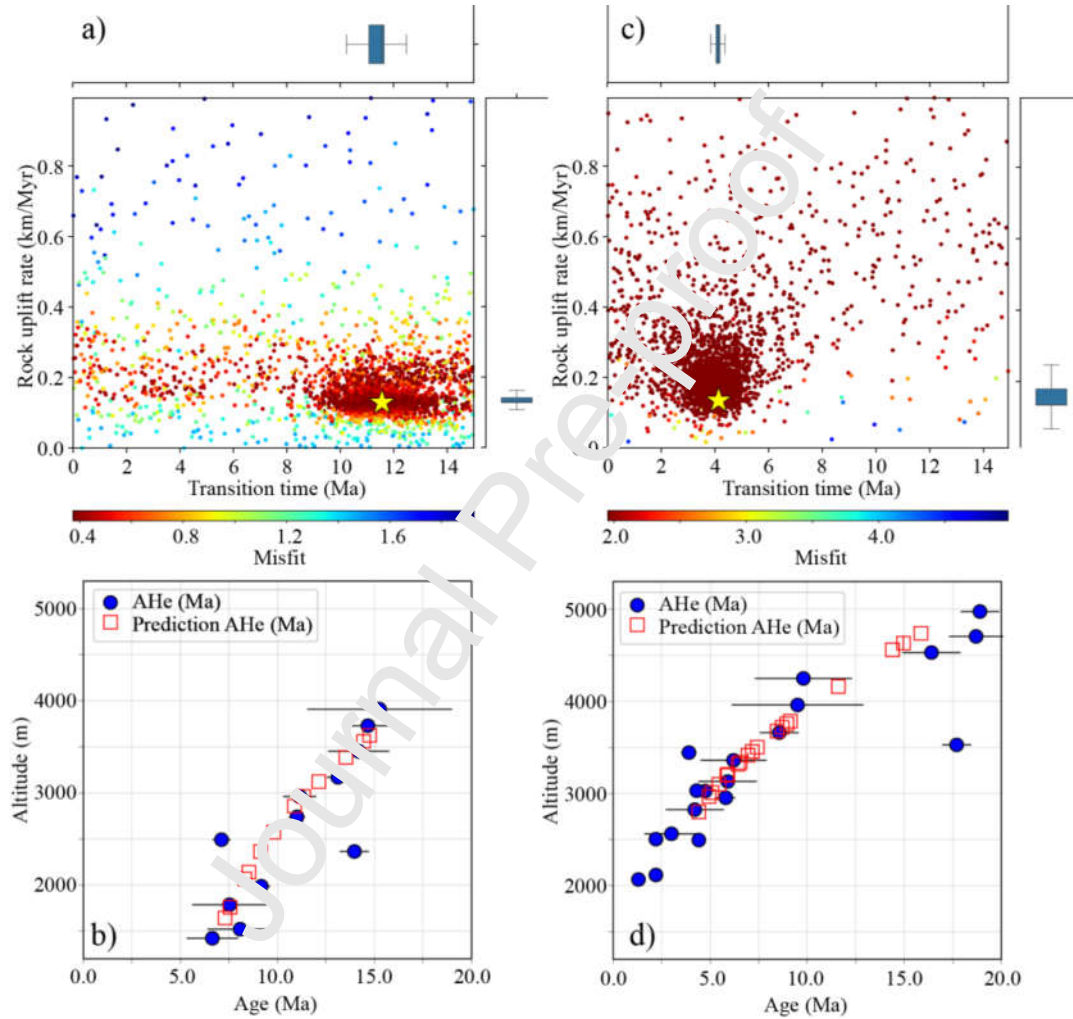 a)
c)
Rock uplift rate (km/Myr)
0.8
0.6
0.4
0.2
0.0
0 2 4 6 8 10 12 14
Transition time (Ma)
0.4 0.8 1.2 1.6
Misfit
Rock uplift rate (km/Myr)
0.8
0.6
0.4
0.2
0.0
0 2 4 6 8 10 12 14
Transition time (Ma)
2.0 3.0 4.0
Misfit
Journal Pre-proof
AHe (Ma)
Prediction AHe (Ma)
Altitude (m)
5000
4000
3000
2000
b)
0.0 5.0 10.0 15.0 20.0
Age (Ma)
AHe (Ma)
Prediction AHe (Ma)
Altitude (m)
5000
4000
3000
2000
d)
0.0 5.0 10.0 15.0 20.0
Age (Ma)